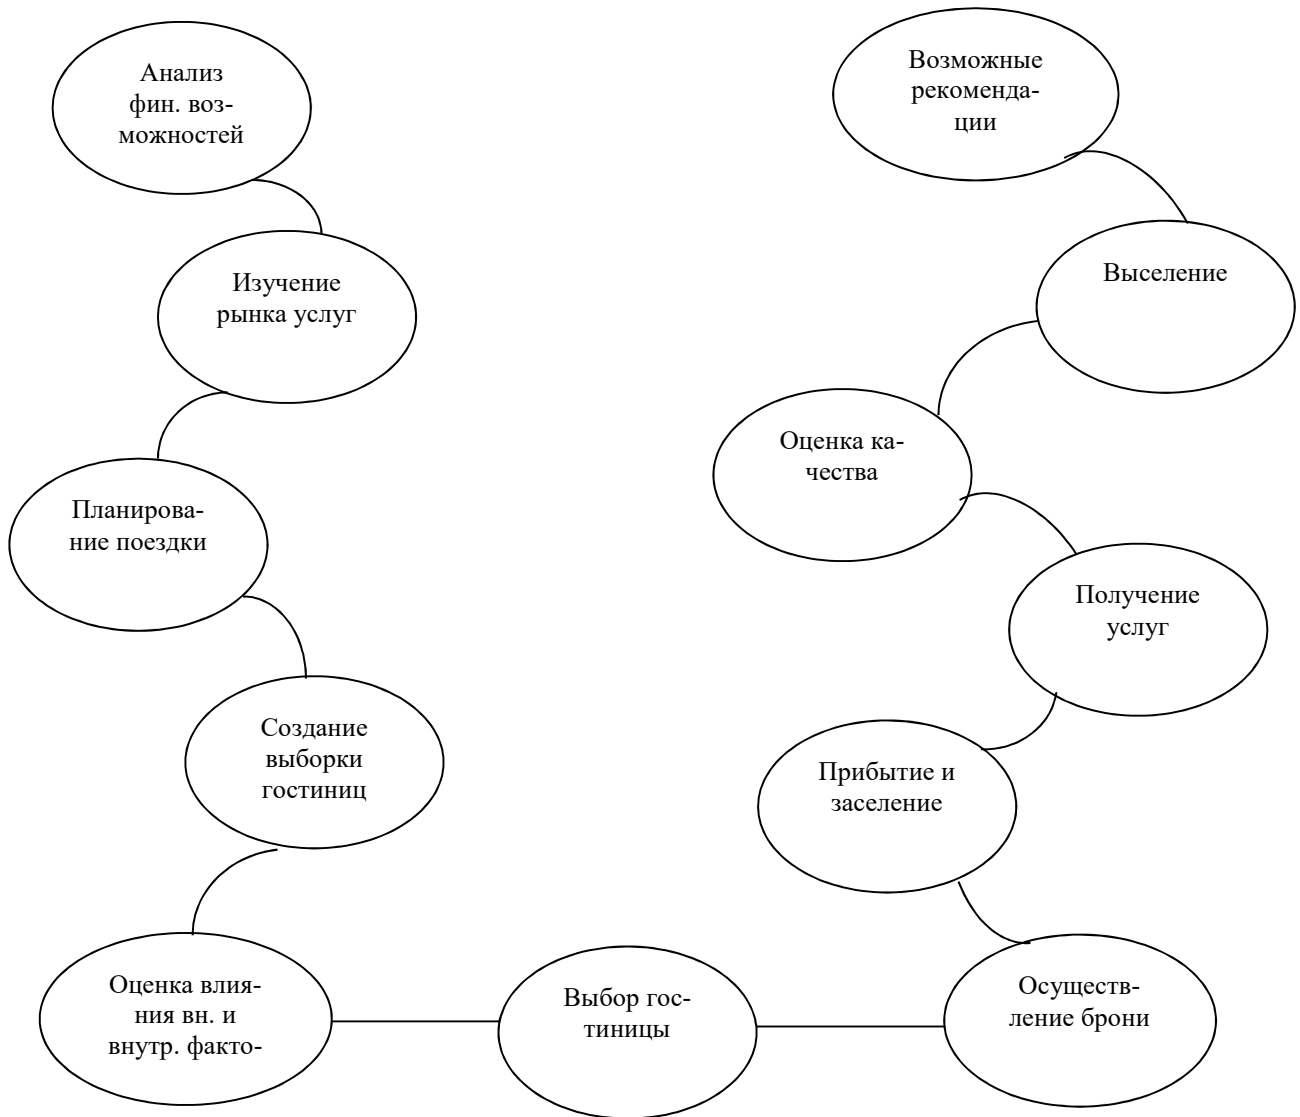 Анализ
фин. воз-
можностей
Изучение
рынка услуг
Планирова-
ние поездки
Создание
выборки
гостиниц
Оценка влия-
ния вн. и
внутр. факто-
Выбор гос-
тиницы
Осуществ-
ление брони
Прибытие и
заселение
Получение
услуг
Оценка ка-
чества
Выселение
Возможные
рекоменда-
ции